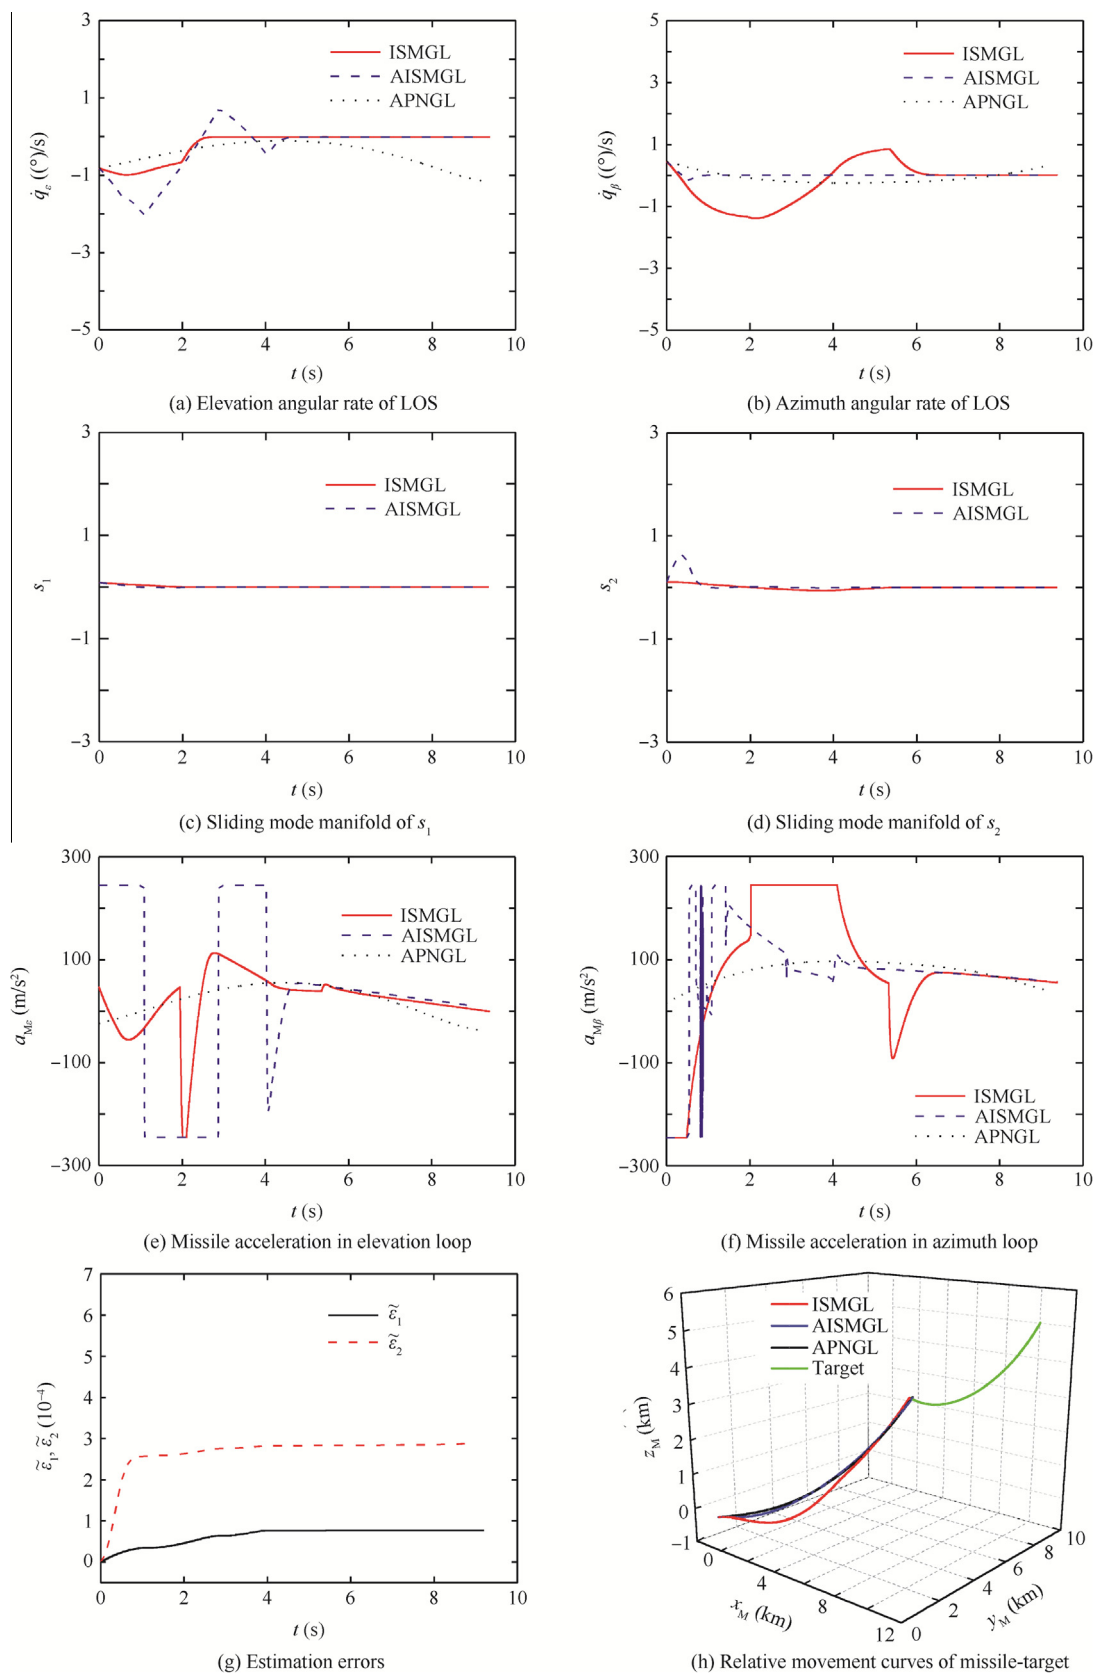 3
1
−1
−3
−5
q̇ε ((°)/s)
ISMGL
AISMGL
APNGL
0 2 4 6 8 10
t (s)
(a) Elevation angular rate of LOS
5
3
1
−1
−3
−5
q̇β ((°)/s)
ISMGL
AISMGL
APNGL
0 2 4 6 8 10
t (s)
(b) Azimuth angular rate of LOS
3
1
−1
−3
s1
ISMGL
AISMGL
0 2 4 6 8 10
t (s)
(c) Sliding mode manifold of s1
3
1
−1
−3
s2
ISMGL
AISMGL
0 2 4 6 8 10
t (s)
(d) Sliding mode manifold of s2
300
100
−100
−300
aMε (m/s²)
ISMGL
AISMGL
APNGL
0 2 4 6 8 10
t (s)
(e) Missile acceleration in elevation loop
300
100
−100
−300
aMβ (m/s²)
ISMGL
AISMGL
APNGL
0 2 4 6 8 10
t (s)
(f) Missile acceleration in azimuth loop
7
6
5
4
3
2
1
0
ε̃1, ε̃2 (10⁻⁴)
ε̃1
ε̃2
0 2 4 6 8 10
t (s)
(g) Estimation errors
6
5
4
3
2
1
0
−1
zM (km)
ISMGL
AISMGL
APNGL
Target
0 4 8 12
xM (km)
0 2 4 6 8 10
yM (km)
(h) Relative movement curves of missile-target